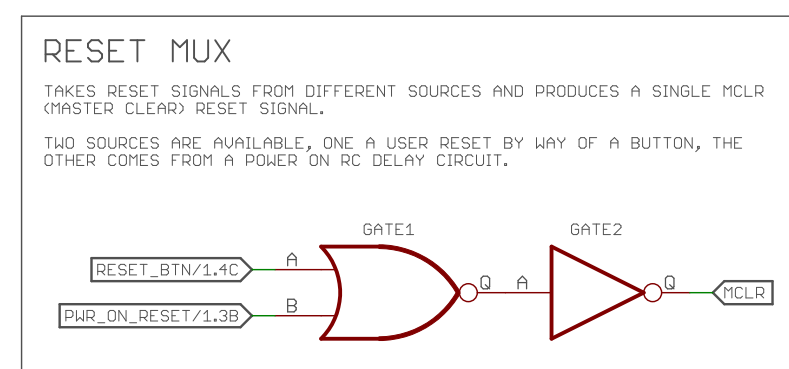 RESET MUX
TAKES RESET SIGNALS FROM DIFFERENT SOURCES AND PRODUCES A SINGLE MCLR
(MASTER CLEAR) RESET SIGNAL.
TWO SOURCES ARE AVAILABLE, ONE A USER RESET BY WAY OF A BUTTON, THE
OTHER COMES FROM A POWER ON RC DELAY CIRCUIT.
GATE1 GATE2
RESET_BTN/1.4C A Q A Q MCLR
PWR_ON_RESET/1.3B B